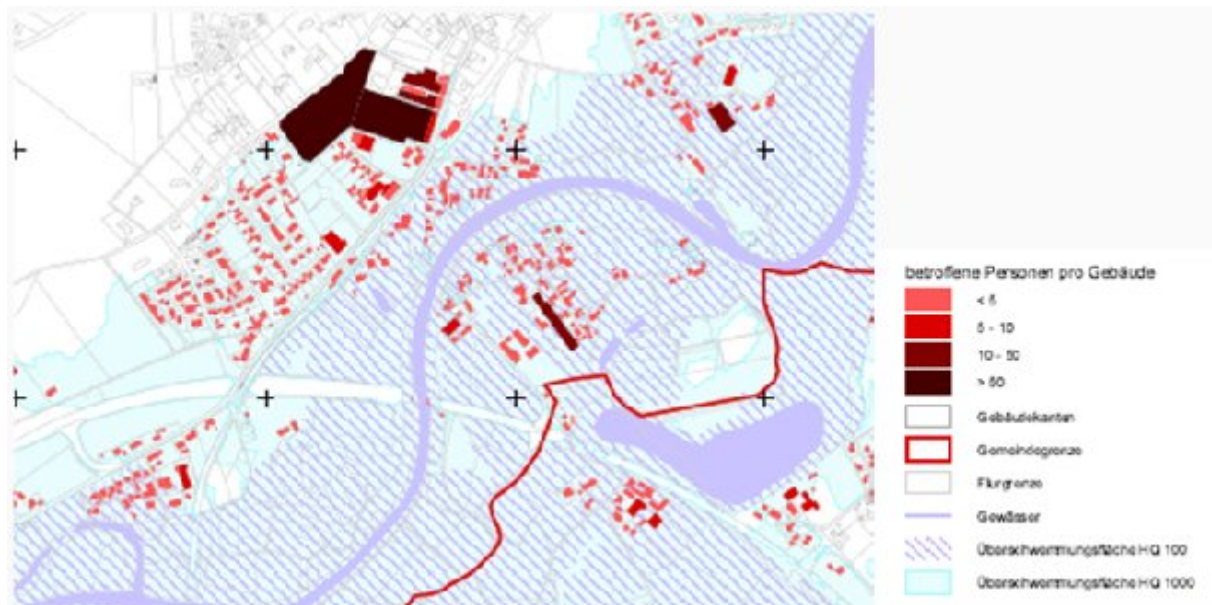 betroffene Personen pro Gebäude
< 5
5 - 10
10 - 50
> 50
Gebäudekanten
Gemeindegrenze
Flurgrenze
Gewässer
Überschwemmungsfläche HQ 100
Überschwemmungsfläche HQ 1000